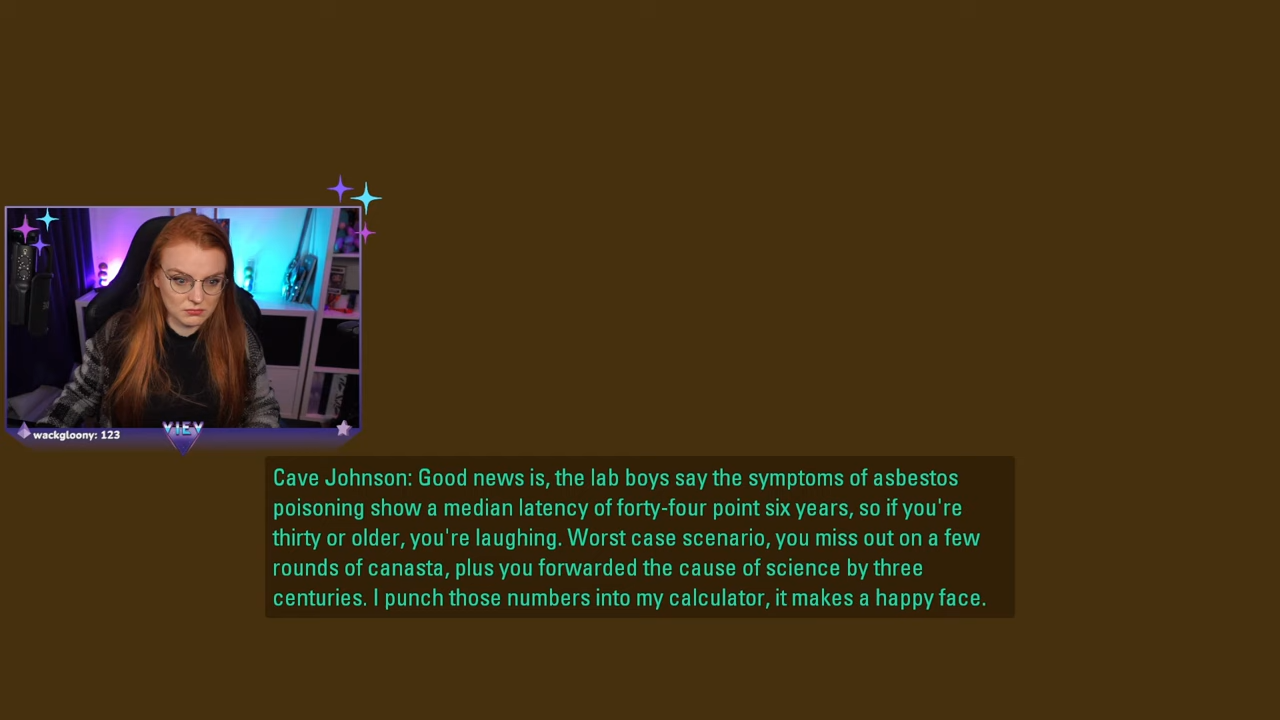 wackgloony: 123
VIEV
Cave Johnson: Good news is, the lab boys say the symptoms of asbestos
poisoning show a median latency of forty-four point six years, so if you're
thirty or older, you're laughing. Worst case scenario, you miss out on a few
rounds of canasta, plus you forwarded the cause of science by three
centuries. I punch those numbers into my calculator, it makes a happy face.